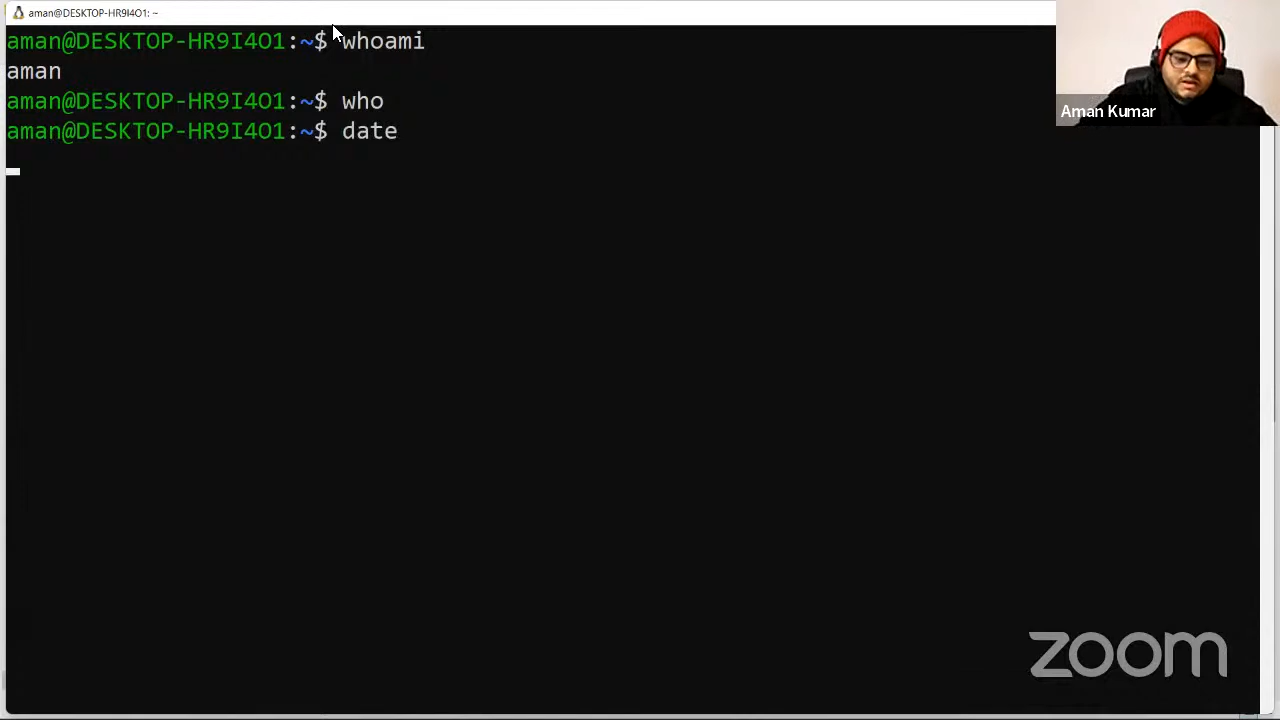 aman@DESKTOP-HR9I4O1: ~
aman@DESKTOP-HR9I4O1:~$ whoami
aman
aman@DESKTOP-HR9I4O1:~$ who
aman@DESKTOP-HR9I4O1:~$ date
Aman Kumar
zoom